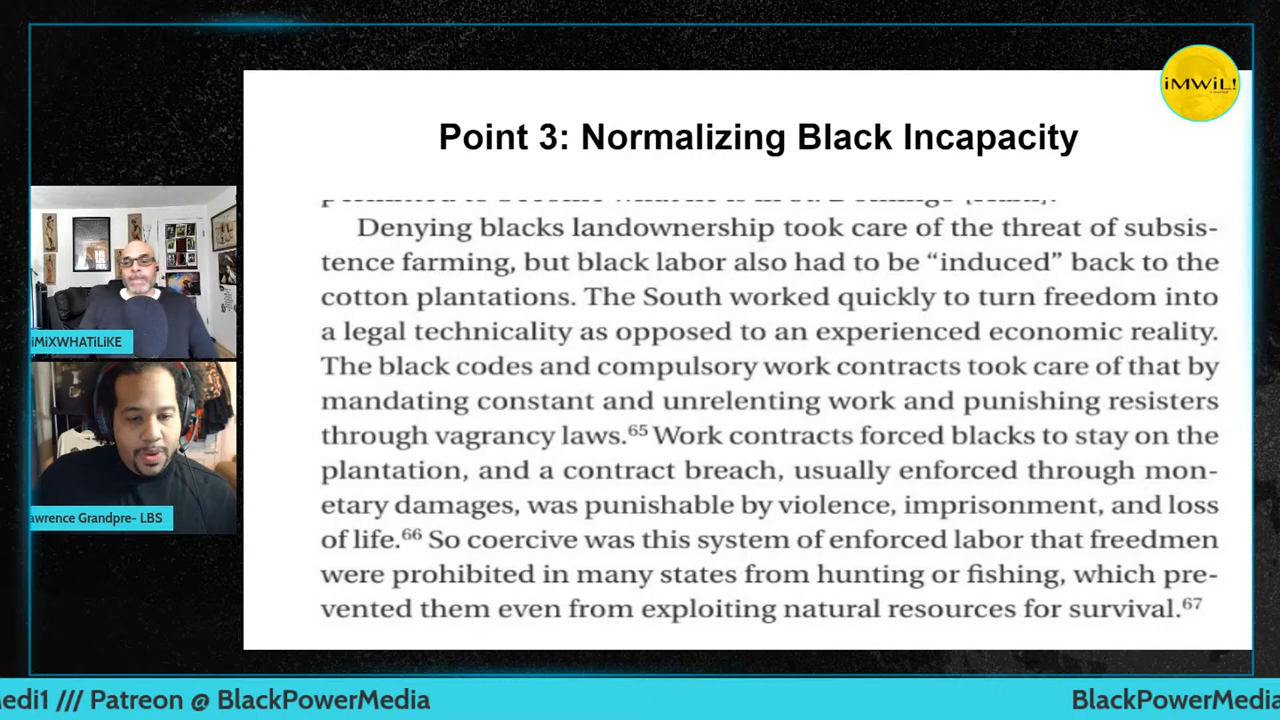 iMWiL!
Point 3: Normalizing Black Incapacity
Denying blacks landownership took care of the threat of subsis-
tence farming, but black labor also had to be “induced” back to the
cotton plantations. The South worked quickly to turn freedom into
a legal technicality as opposed to an experienced economic reality.
The black codes and compulsory work contracts took care of that by
mandating constant and unrelenting work and punishing resisters
through vagrancy laws.65 Work contracts forced blacks to stay on the
plantation, and a contract breach, usually enforced through mon-
etary damages, was punishable by violence, imprisonment, and loss
of life.66 So coercive was this system of enforced labor that freedmen
were prohibited in many states from hunting or fishing, which pre-
vented them even from exploiting natural resources for survival.67
iMiXWHATiLiKE
awrence Grandpre- LBS
edi1 /// Patreon @ BlackPowerMedia
BlackPowerMedia